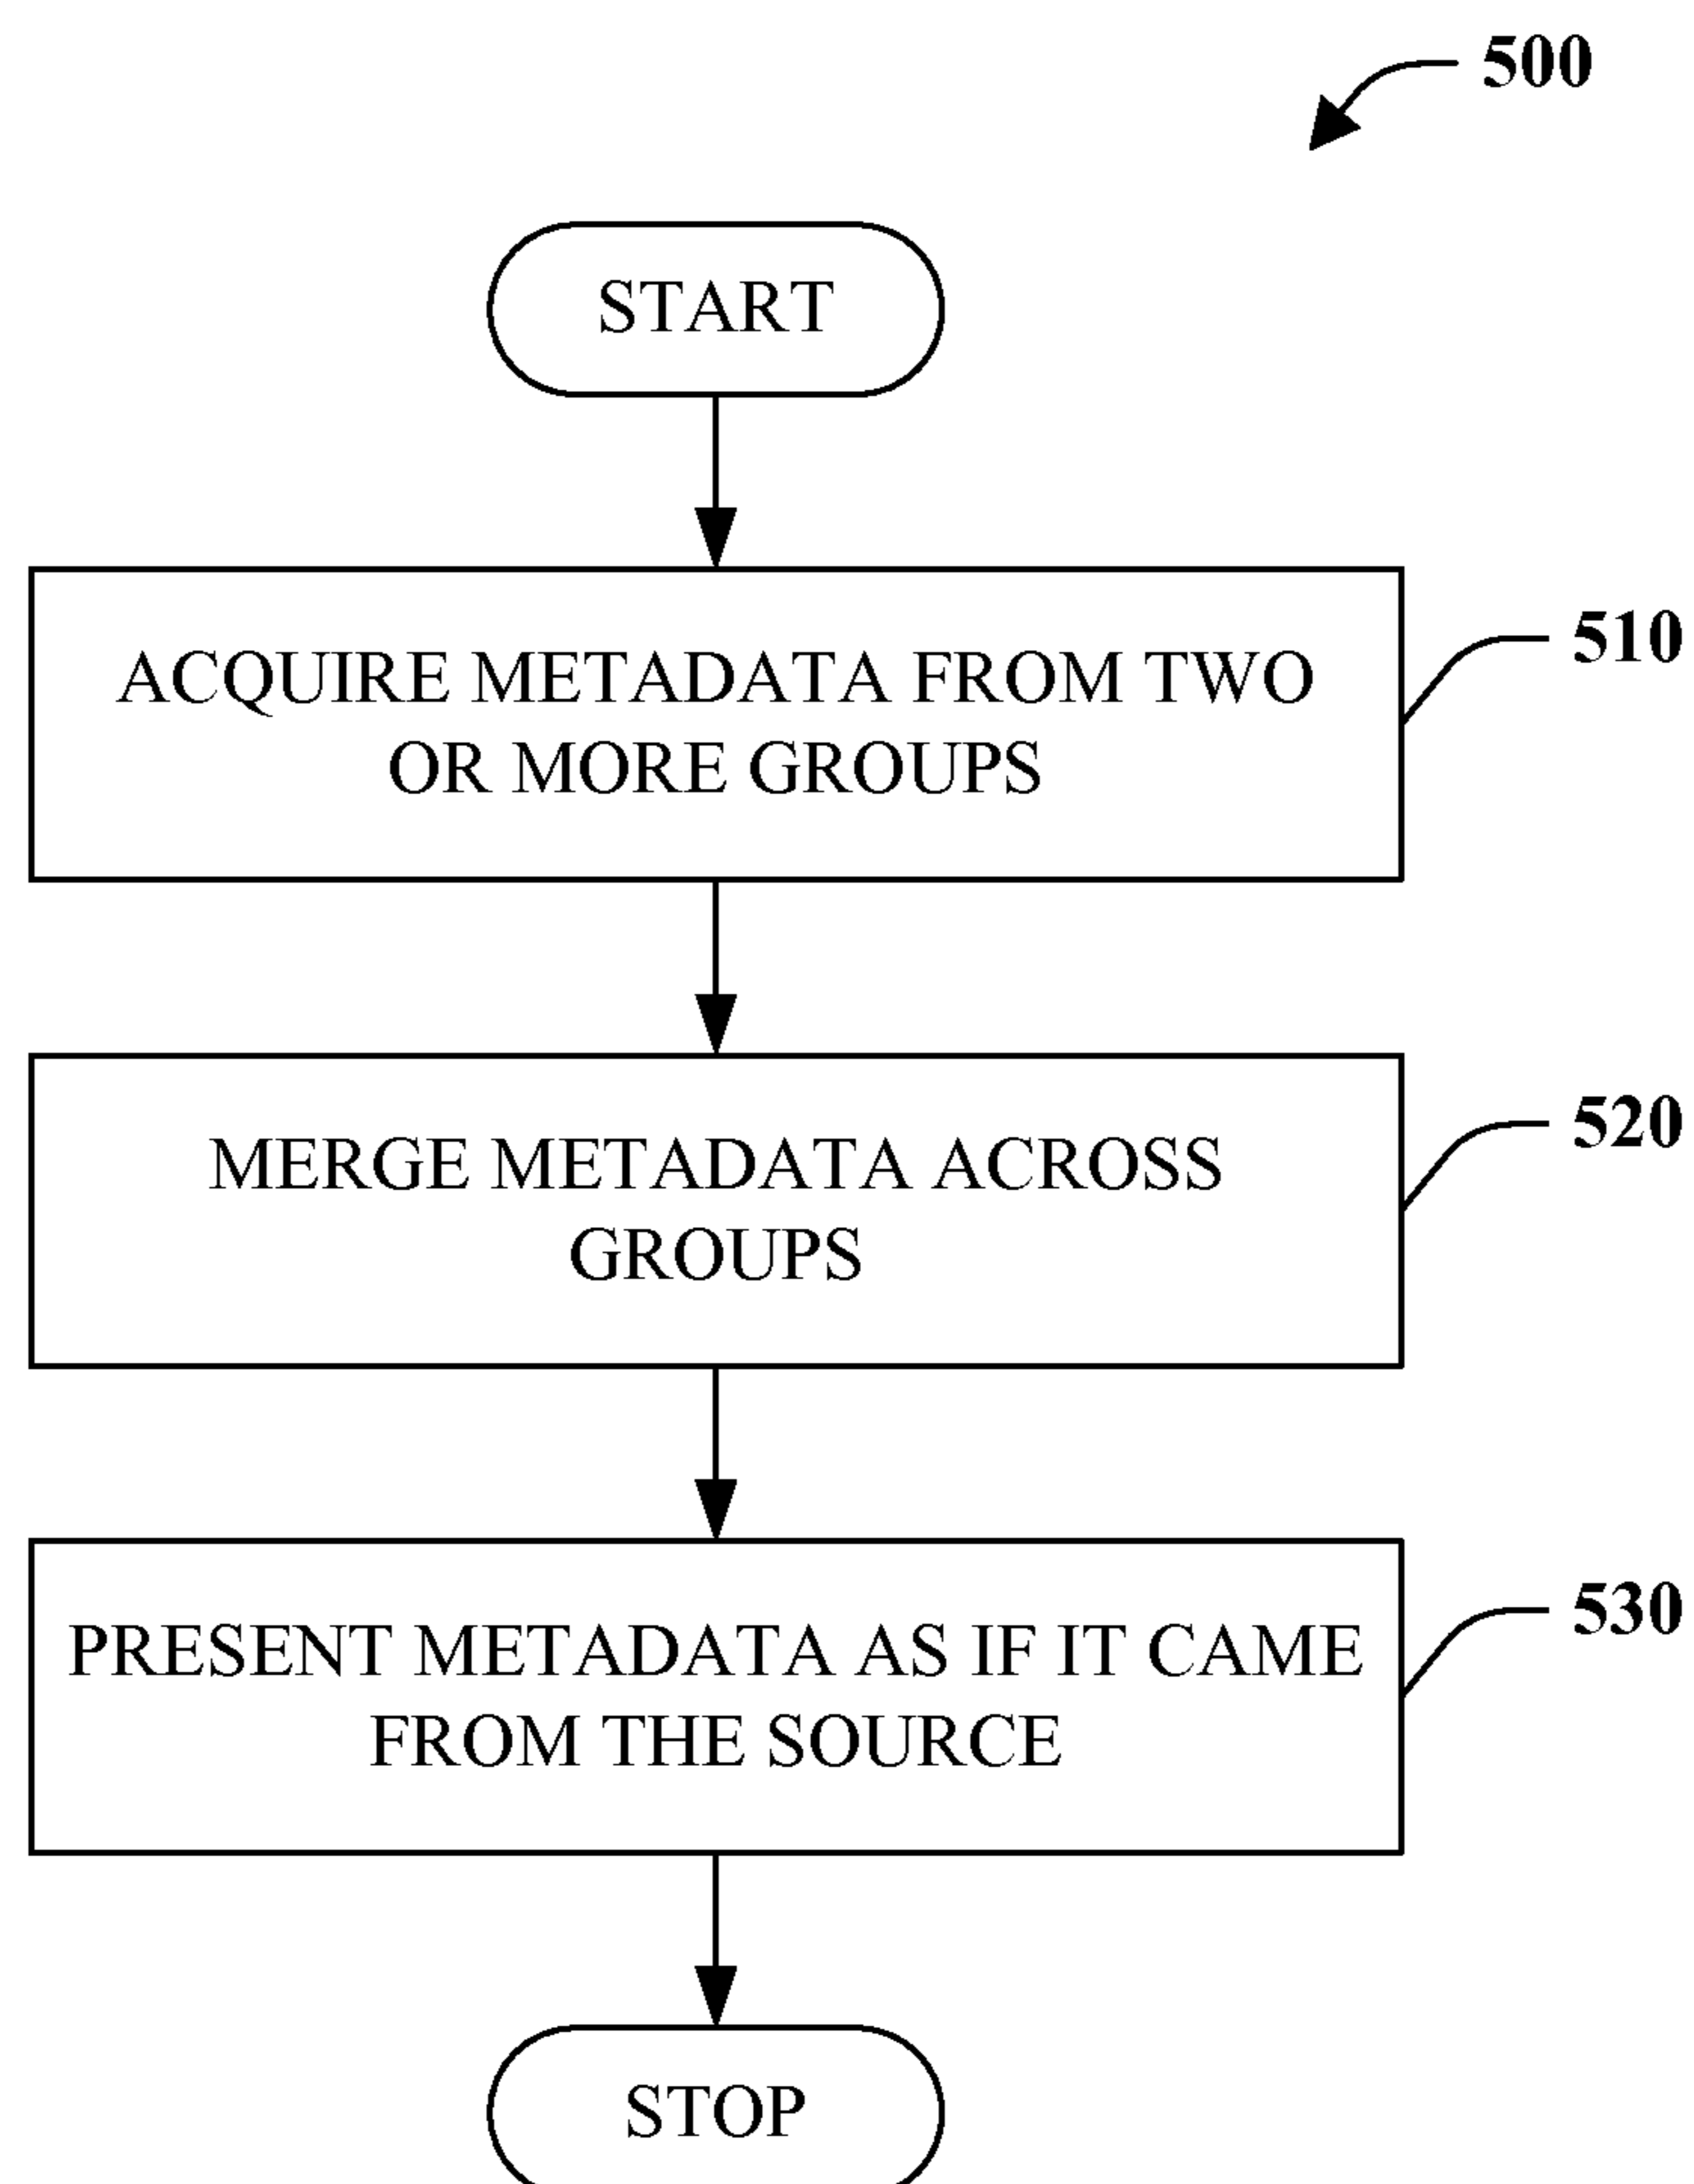 500
START
ACQUIRE METADATA FROM TWO
OR MORE GROUPS
510
MERGE METADATA ACROSS
GROUPS
520
PRESENT METADATA AS IF IT CAME
FROM THE SOURCE
530
STOP